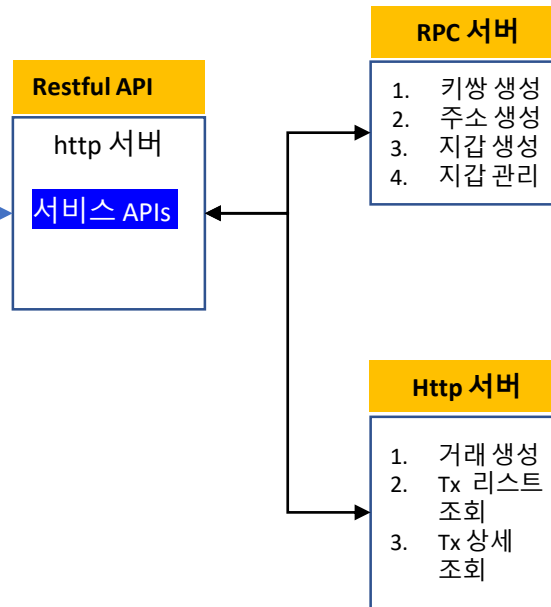 RPC 서버
1. 키쌍 생성
2. 주소 생성
3. 지갑 생성
4. 지갑 관리
Restful API
http 서버
서비스 APIs
Http 서버
1. 거래 생성
2. Tx 리스트
조회
3. Tx 상세
조회